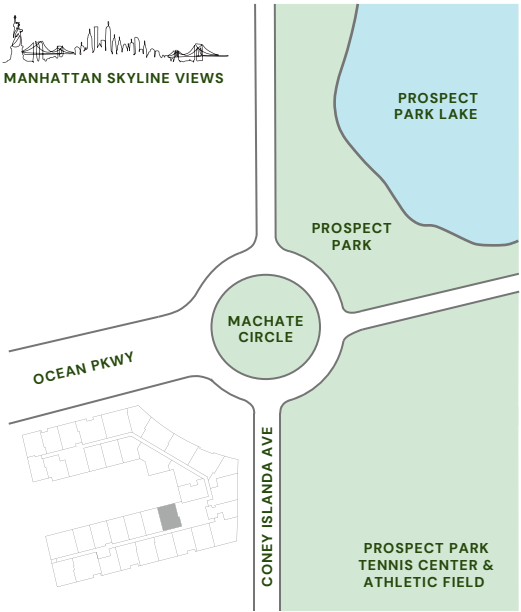 MANHATTAN SKYLINE VIEWS
PROSPECT
PARK LAKE
PROSPECT
PARK
MACHATE
CIRCLE
OCEAN PKWY
CONEY ISLANDA AVE
PROSPECT PARK
TENNIS CENTER &
ATHLETIC FIELD